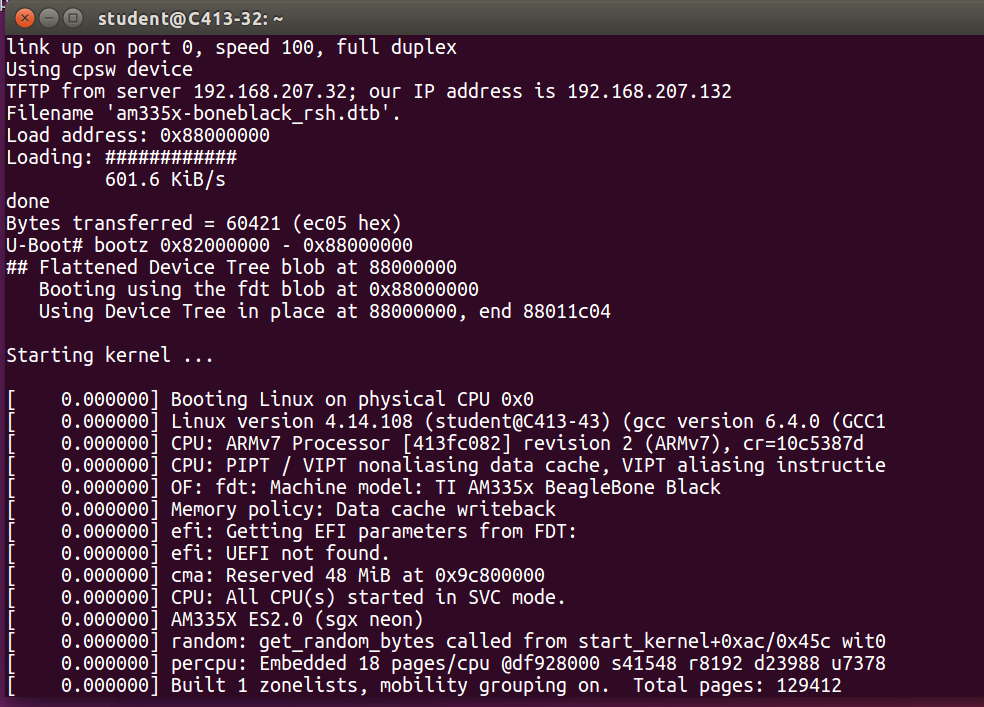 student@C413-32: ~
link up on port 0, speed 100, full duplex
Using cpsw device
TFTP from server 192.168.207.32; our IP address is 192.168.207.132
Filename 'am335x-boneblack_rsh.dtb'.
Load address: 0x88000000
Loading: ############
         601.6 KiB/s
done
Bytes transferred = 60421 (ec05 hex)
U-Boot# bootz 0x82000000 - 0x88000000
## Flattened Device Tree blob at 88000000
   Booting using the fdt blob at 0x88000000
   Using Device Tree in place at 88000000, end 88011c04
Starting kernel ...
[    0.000000] Booting Linux on physical CPU 0x0
[    0.000000] Linux version 4.14.108 (student@C413-43) (gcc version 6.4.0 (GCC1
[    0.000000] CPU: ARMv7 Processor [413fc082] revision 2 (ARMv7), cr=10c5387d
[    0.000000] CPU: PIPT / VIPT nonaliasing data cache, VIPT aliasing instructie
[    0.000000] OF: fdt: Machine model: TI AM335x BeagleBone Black
[    0.000000] Memory policy: Data cache writeback
[    0.000000] efi: Getting EFI parameters from FDT:
[    0.000000] efi: UEFI not found.
[    0.000000] cma: Reserved 48 MiB at 0x9c800000
[    0.000000] CPU: All CPU(s) started in SVC mode.
[    0.000000] AM335X ES2.0 (sgx neon)
[    0.000000] random: get_random_bytes called from start_kernel+0xac/0x45c wit0
[    0.000000] percpu: Embedded 18 pages/cpu @df928000 s41548 r8192 d23988 u7378
[    0.000000] Built 1 zonelists, mobility grouping on.  Total pages: 129412